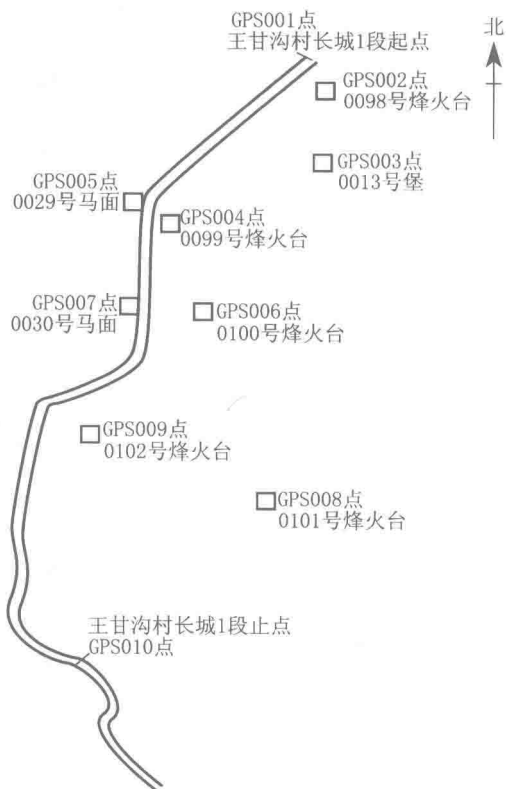 GPS001点
王甘沟村长城1段起点
北
GPS002点
0098号烽火台
GPS003点
0013号堡
GPS005点
0029号马面
GPS004点
0099号烽火台
GPS007点
0030号马面
GPS006点
0100号烽火台
GPS009点
0102号烽火台
GPS008点
0101号烽火台
王甘沟村长城1段止点
GPS010点